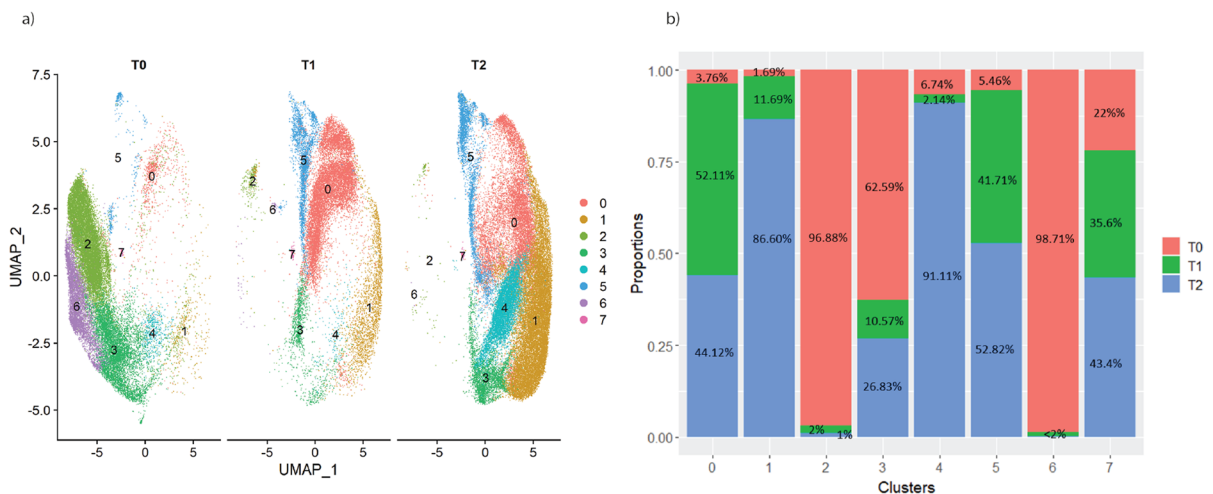 a)
T0 T1 T2
UMAP_2
7.5
5.0
2.5
0.0
-2.5
-5.0
5
0
2
7
6
4
1
3
5
2
0
6
7
1
3
4
5
0
7
2
6
4
1
3
-5 0 5 -5 0 5 -5 0 5
UMAP_1
0
1
2
3
4
5
6
7
b)
Proportions
1.00
0.75
0.50
0.25
0.00
3.76% 1.69% 6.74% 5.46%
11.69% 2.14%
22%
52.11% 62.59% 41.71%
35.6%
86.60% 96.88% 98.71%
91.11%
10.57%
44.12% 26.83% 52.82% 43.4%
2% 1% <2%
0 1 2 3 4 5 6 7
Clusters
T0
T1
T2